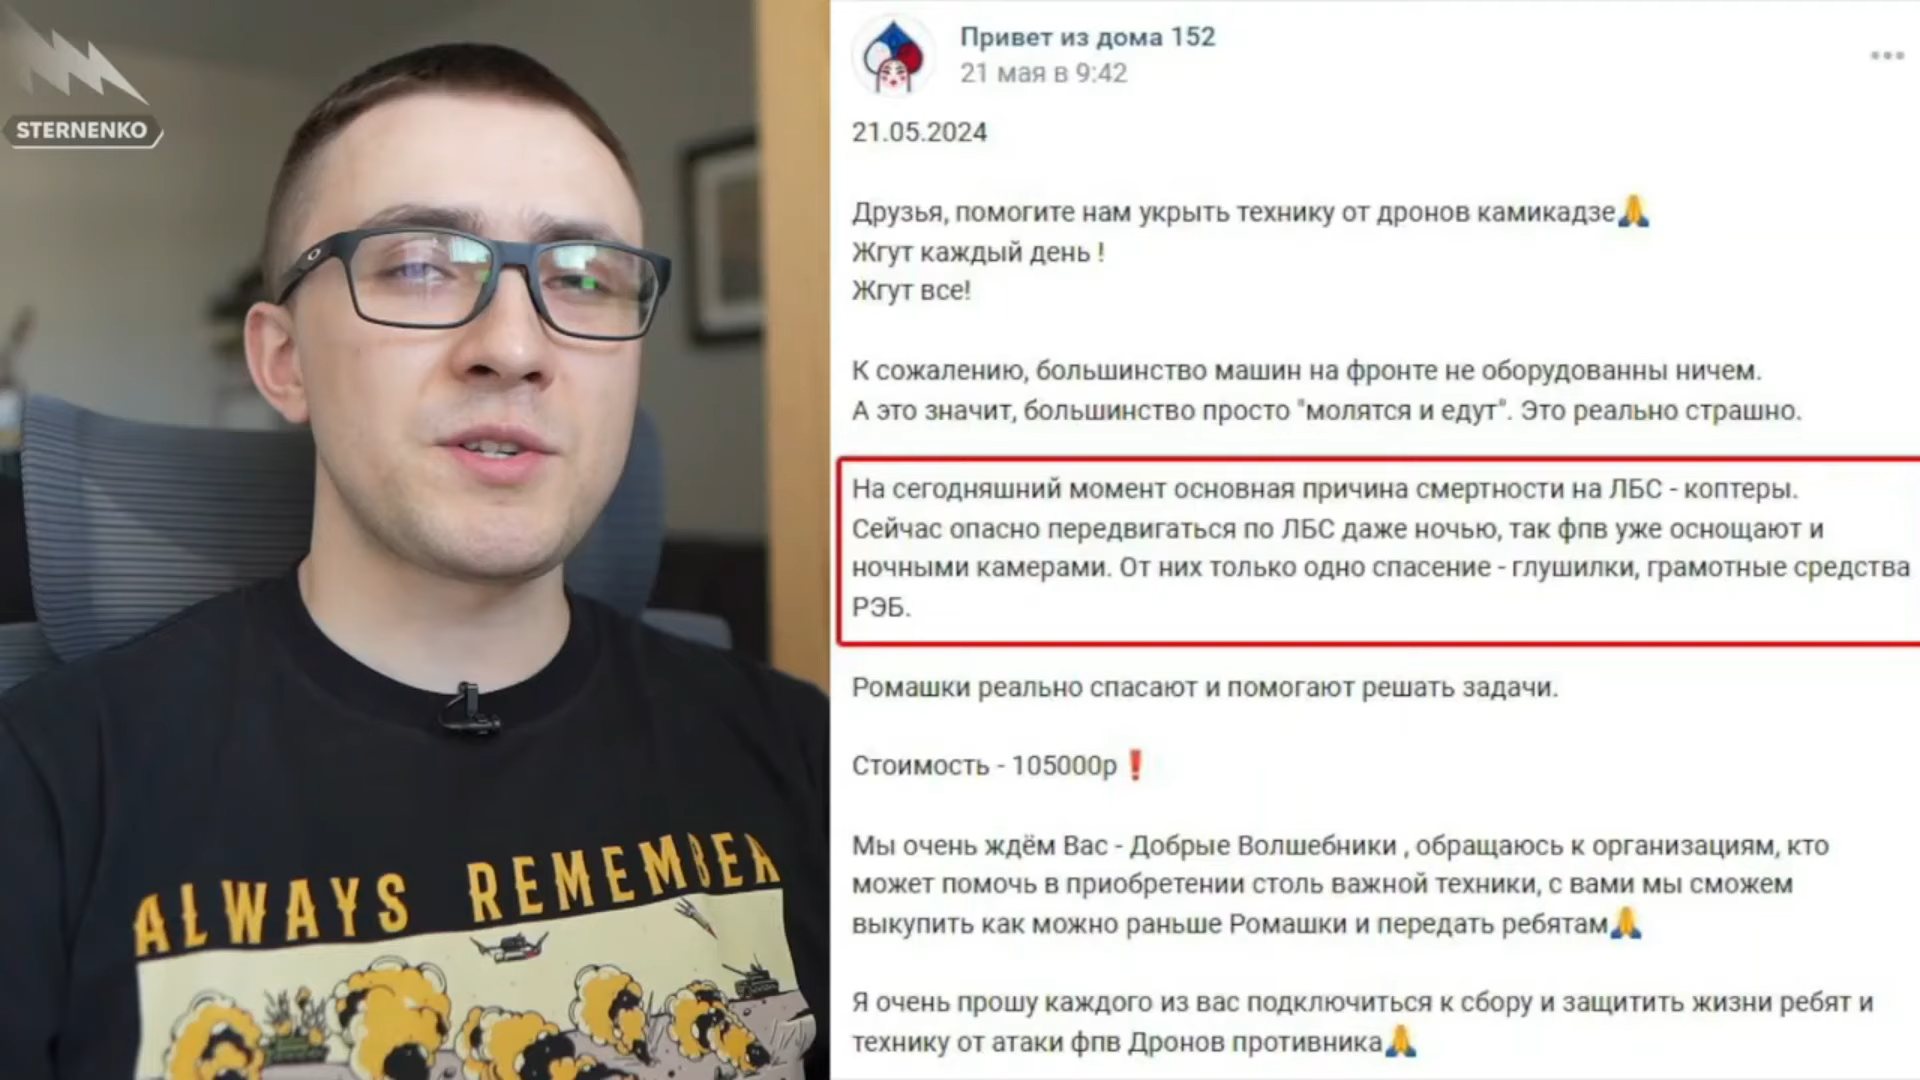 STERNENKO
ALWAYS REMEMBER
Привет из дома 152
21 мая в 9:42
21.05.2024
Друзья, помогите нам укрыть технику от дронов камикадзе🙏
Жгут каждый день !
Жгут все!
К сожалению, большинство машин на фронте не оборудованны ничем.
А это значит, большинство просто "молятся и едут". Это реально страшно.
На сегодняшний момент основная причина смертности на ЛБС - коптеры.
Сейчас опасно передвигаться по ЛБС даже ночью, так фпв уже оснощают и
ночными камерами. От них только одно спасение - глушилки, грамотные средства
РЭБ.
Ромашки реально спасают и помогают решать задачи.
Стоимость - 105000р❗
Мы очень ждём Вас - Добрые Волшебники , обращаюсь к организациям, кто
может помочь в приобретении столь важной техники, с вами мы сможем
выкупить как можно раньше Ромашки и передать ребятам🙏
Я очень прошу каждого из вас подключиться к сбору и защитить жизни ребят и
технику от атаки фпв Дронов противника🙏